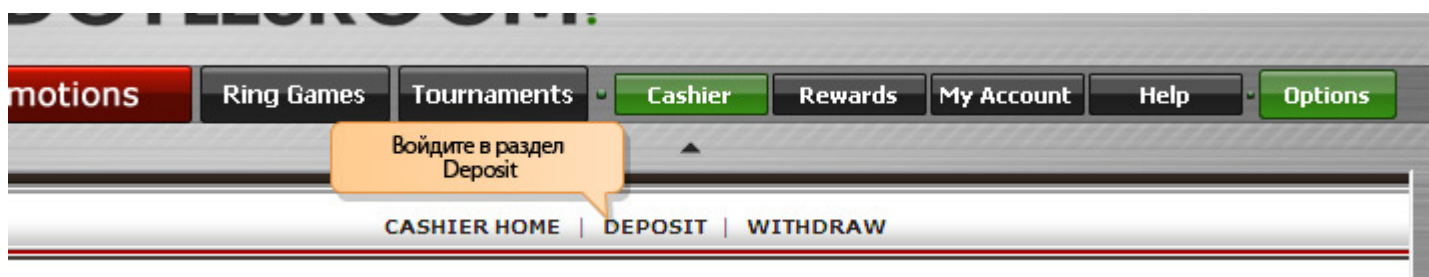 motions Ring Games Tournaments Cashier Rewards My Account Help Options
Войдите в раздел
Deposit
CASHIER HOME | DEPOSIT | WITHDRAW